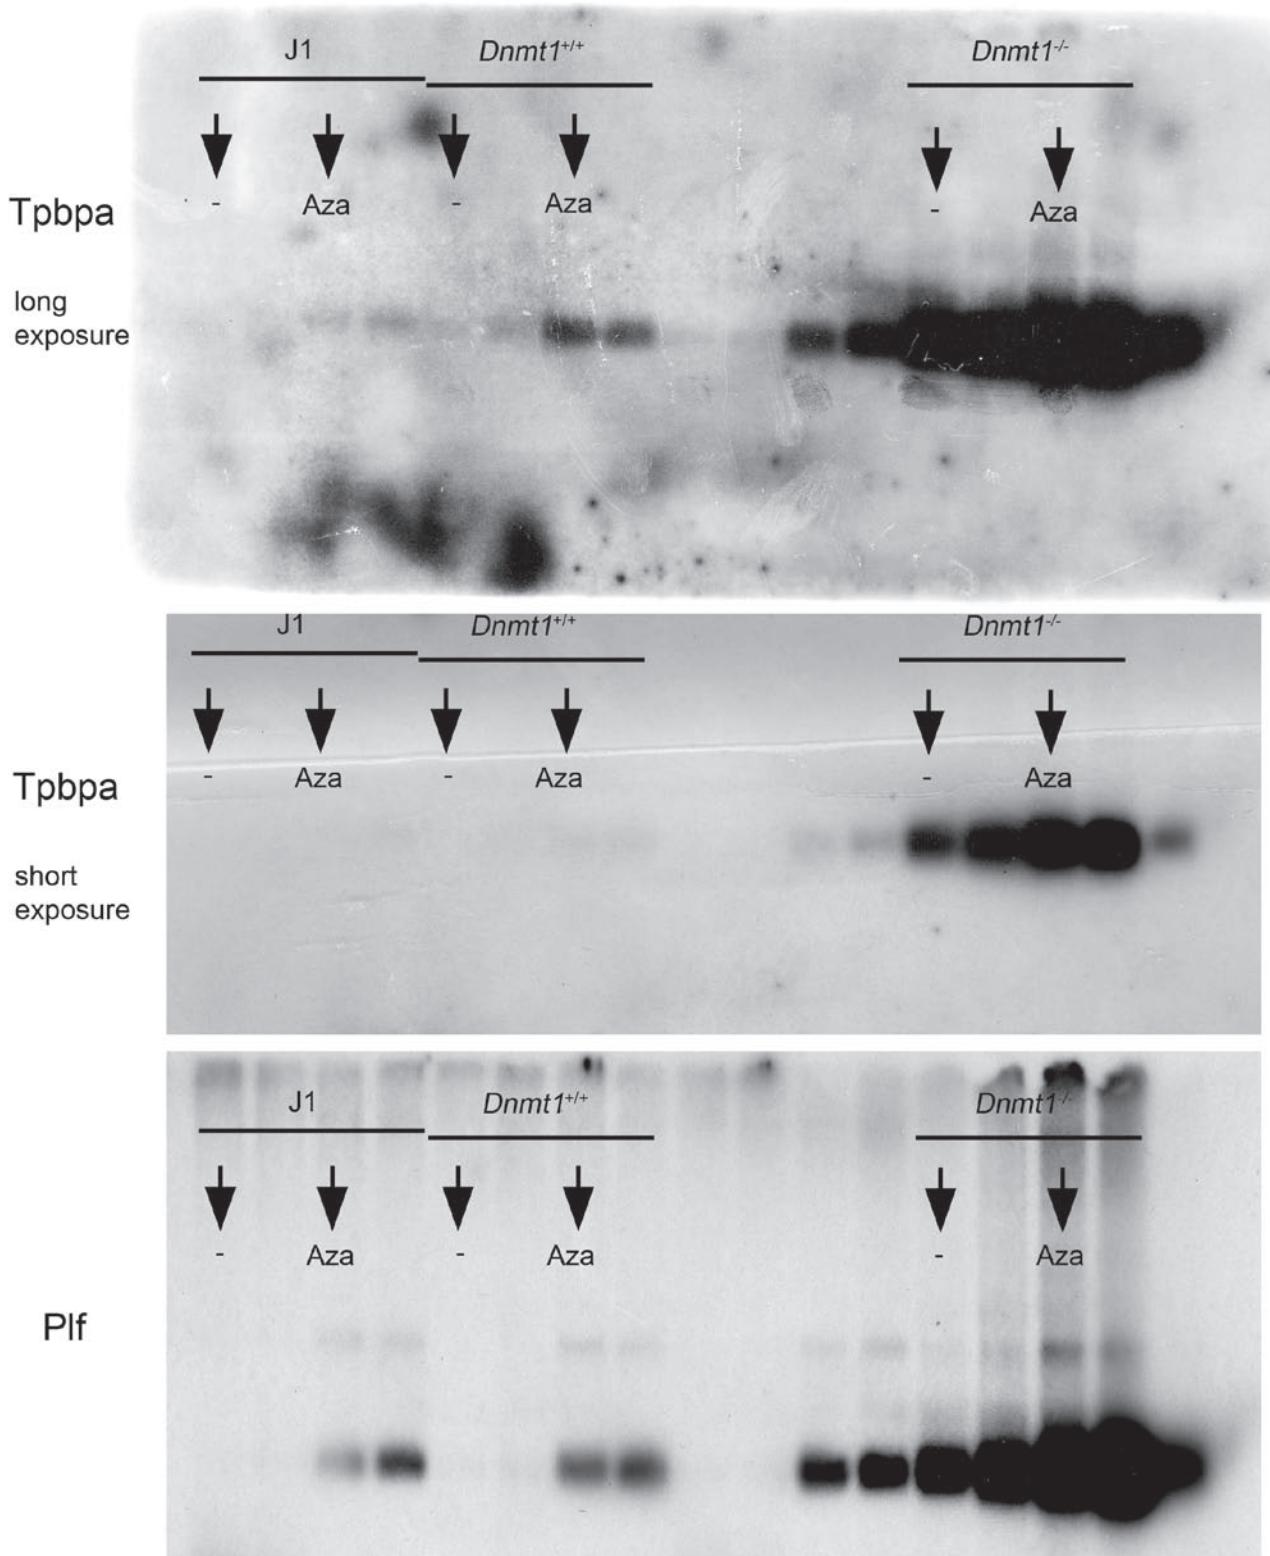 J1 Dnmt1+/+ Dnmt1-/-
- Aza - Aza - Aza
Tpbpa
long
exposure
J1 Dnmt1+/+ Dnmt1-/-
- Aza - Aza - Aza
Tpbpa
short
exposure
J1 Dnmt1+/+ Dnmt1-/-
- Aza - Aza - Aza
Plf